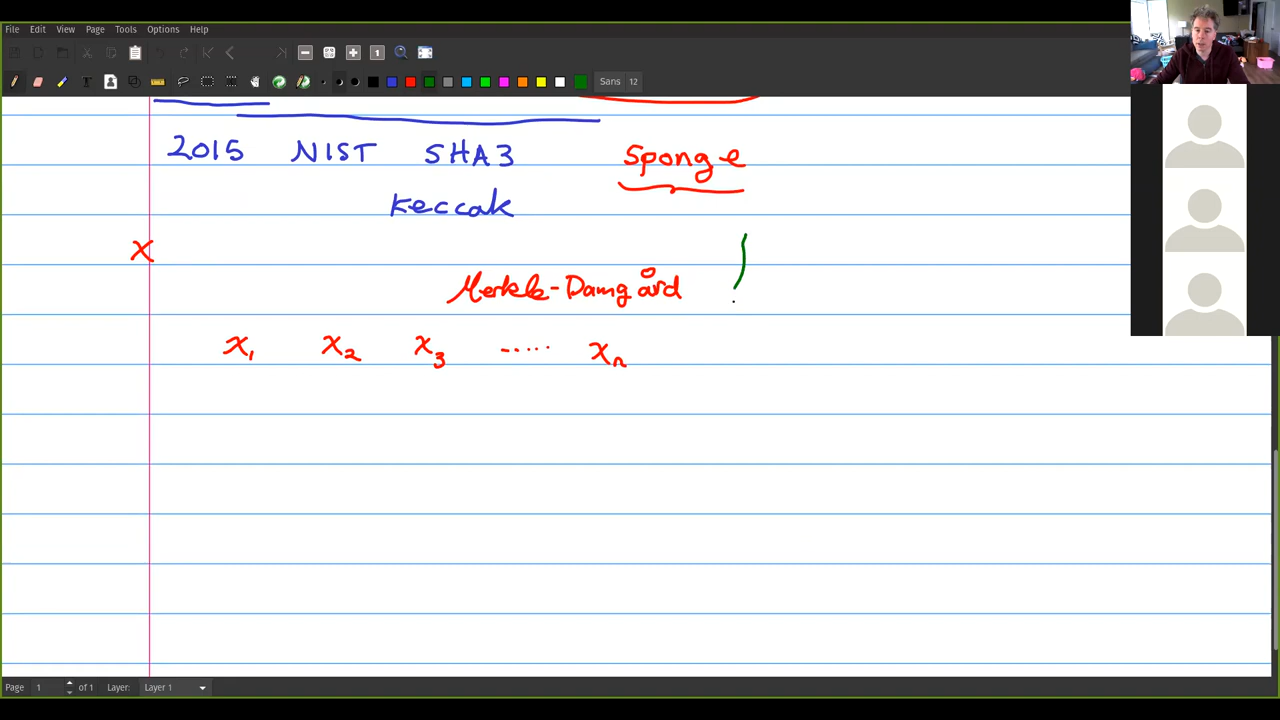 File Edit View Page Tools Options Help
1
Sans 12
2015 NIST SHA3 Sponge
Keccak
X
Merkle-Damgård
x1 x2 x3 ..... xn
Page 1 of 1 Layer: Layer 1